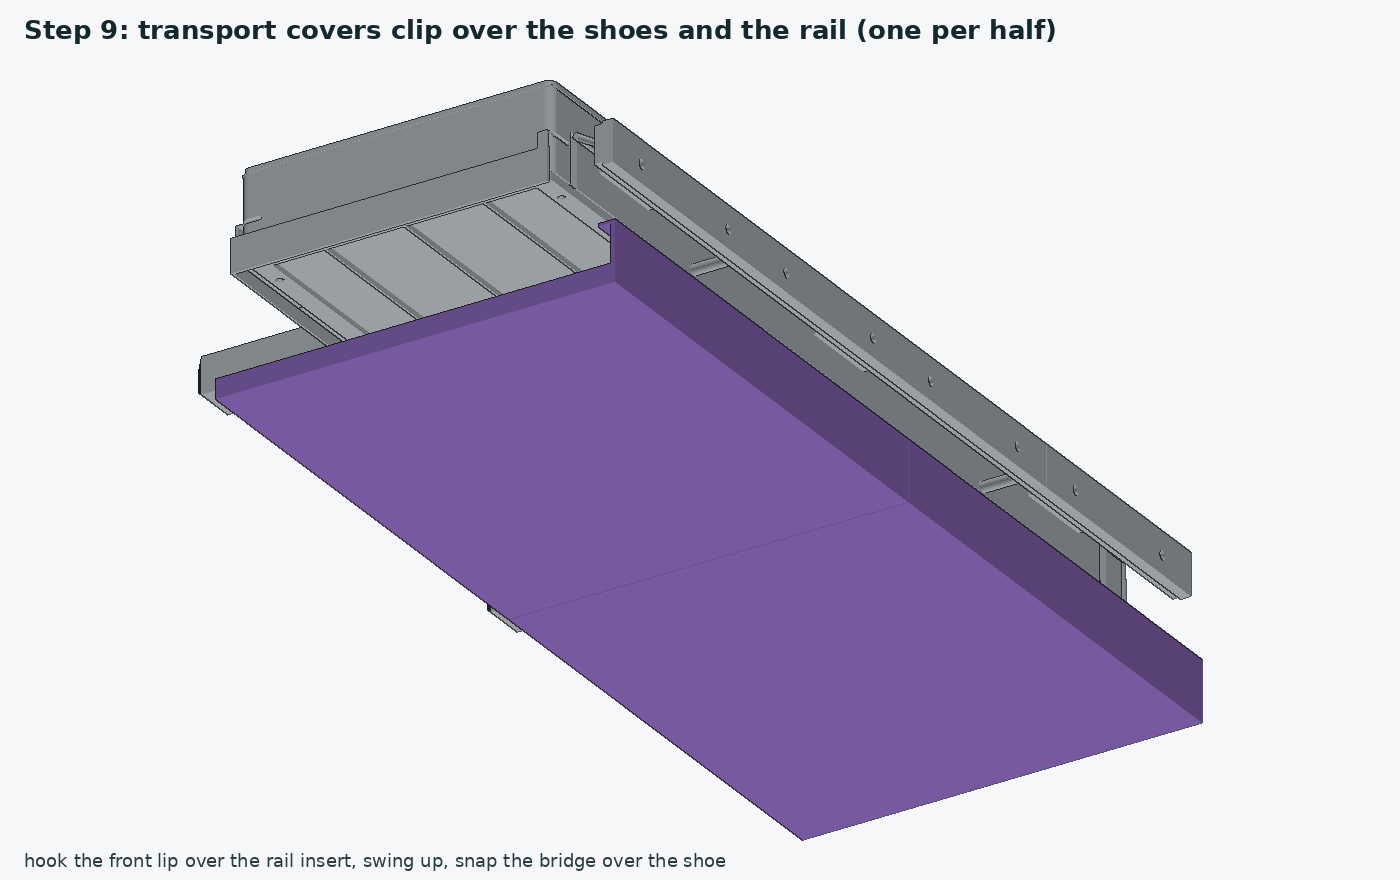 Step 9: transport covers clip over the shoes and the rail (one per half)
hook the front lip over the rail insert, swing up, snap the bridge over the shoe